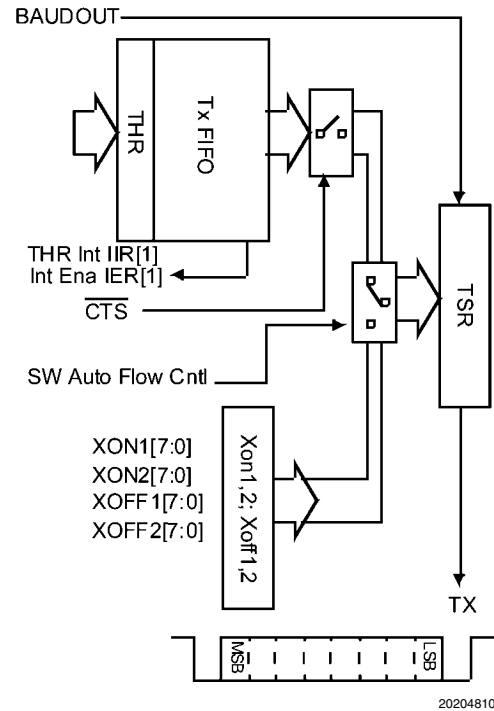 BAUDOUT
THR
Tx FIFO
THR Int IIR[1]
Int Ena IER[1]
CTS
SW Auto Flow Cntl
TSR
XON1[7:0]
XON2[7:0]
XOFF1[7:0]
XOFF2[7:0]
Xon1,2; Xoff1,2
TX
MSB
LSB
20204810